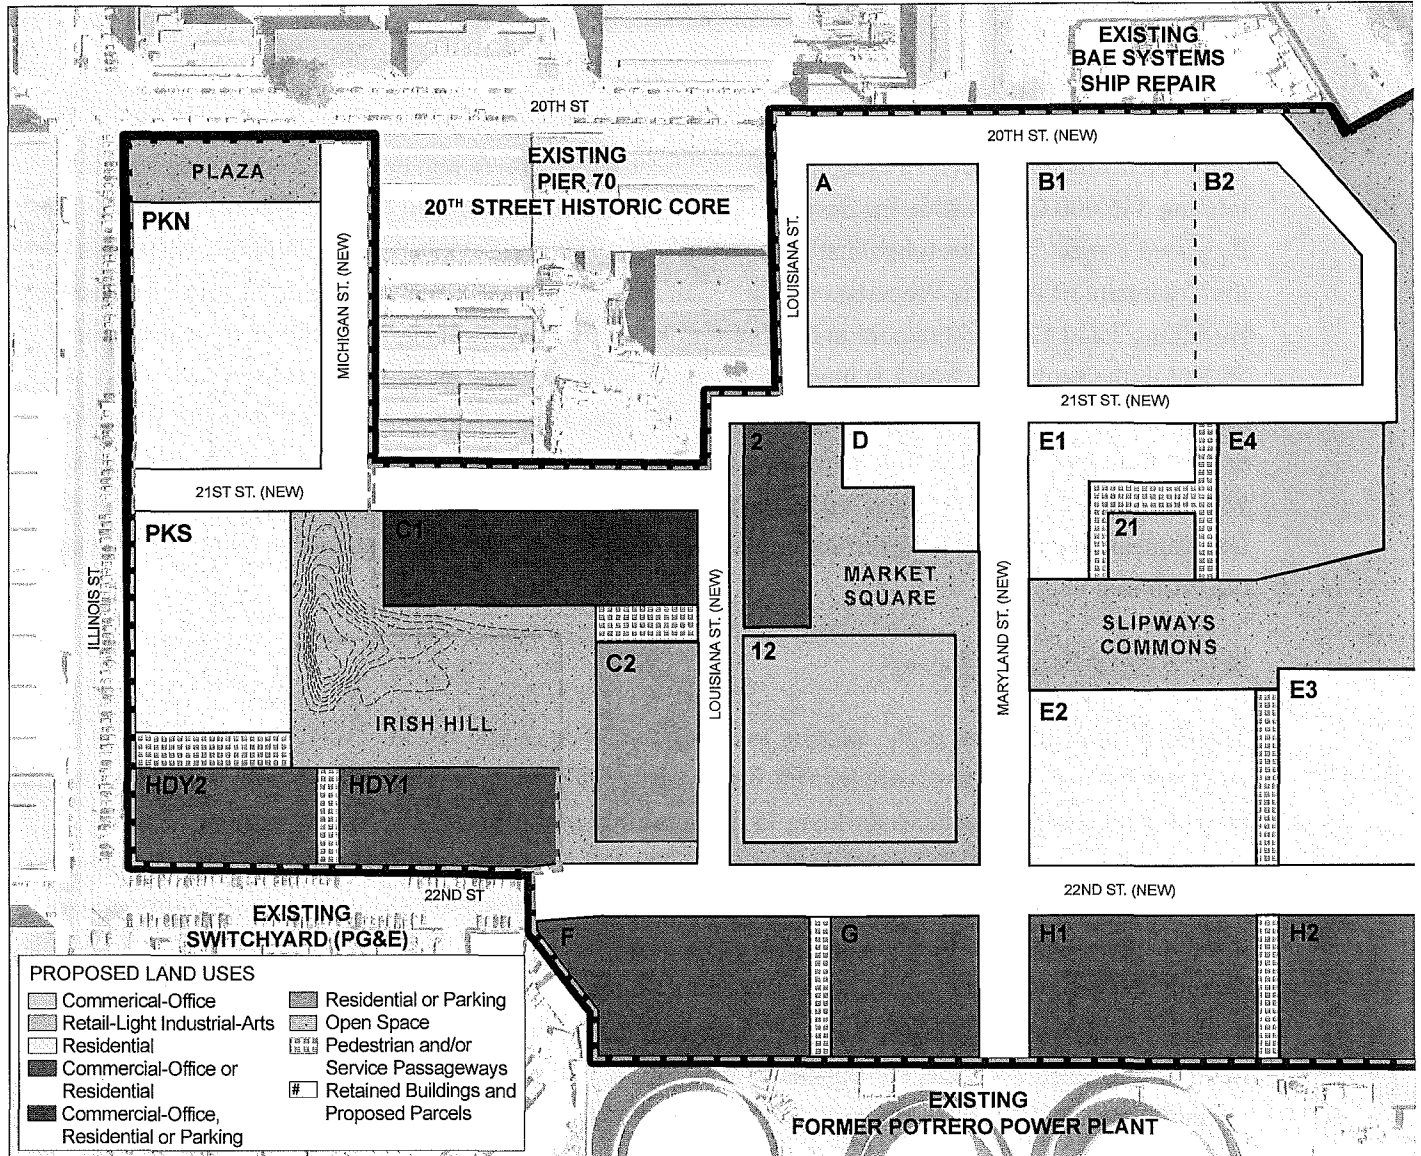 EXISTING
BAE SYSTEMS
SHIP REPAIR
20TH ST
20TH ST. (NEW)
PLAZA
EXISTING
PIER 70
20TH STREET HISTORIC CORE
A
B1
B2
PKN
LOUISIANA ST.
MICHIGAN ST. (NEW)
21ST ST. (NEW)
2
D
E1
E4
21ST ST. (NEW)
PKS
C1
21
ILLINOIS ST.
MARKET
SQUARE
LOUISIANA ST. (NEW)
MARYLAND ST. (NEW)
SLIPWAYS
COMMONS
12
C2
IRISH HILL
E2
E3
HDY2
HDY1
22ND ST
22ND ST. (NEW)
EXISTING
SWITCHYARD (PG&E)
F
G
H1
H2
PROPOSED LAND USES
Commerical-Office
Retail-Light Industrial-Arts
Residential
Commercial-Office or
Residential
Commercial-Office,
Residential or Parking
Residential or Parking
Open Space
Pedestrian and/or
Service Passageways
# Retained Buildings and
Proposed Parcels
EXISTING
FORMER POTRERO POWER PLANT